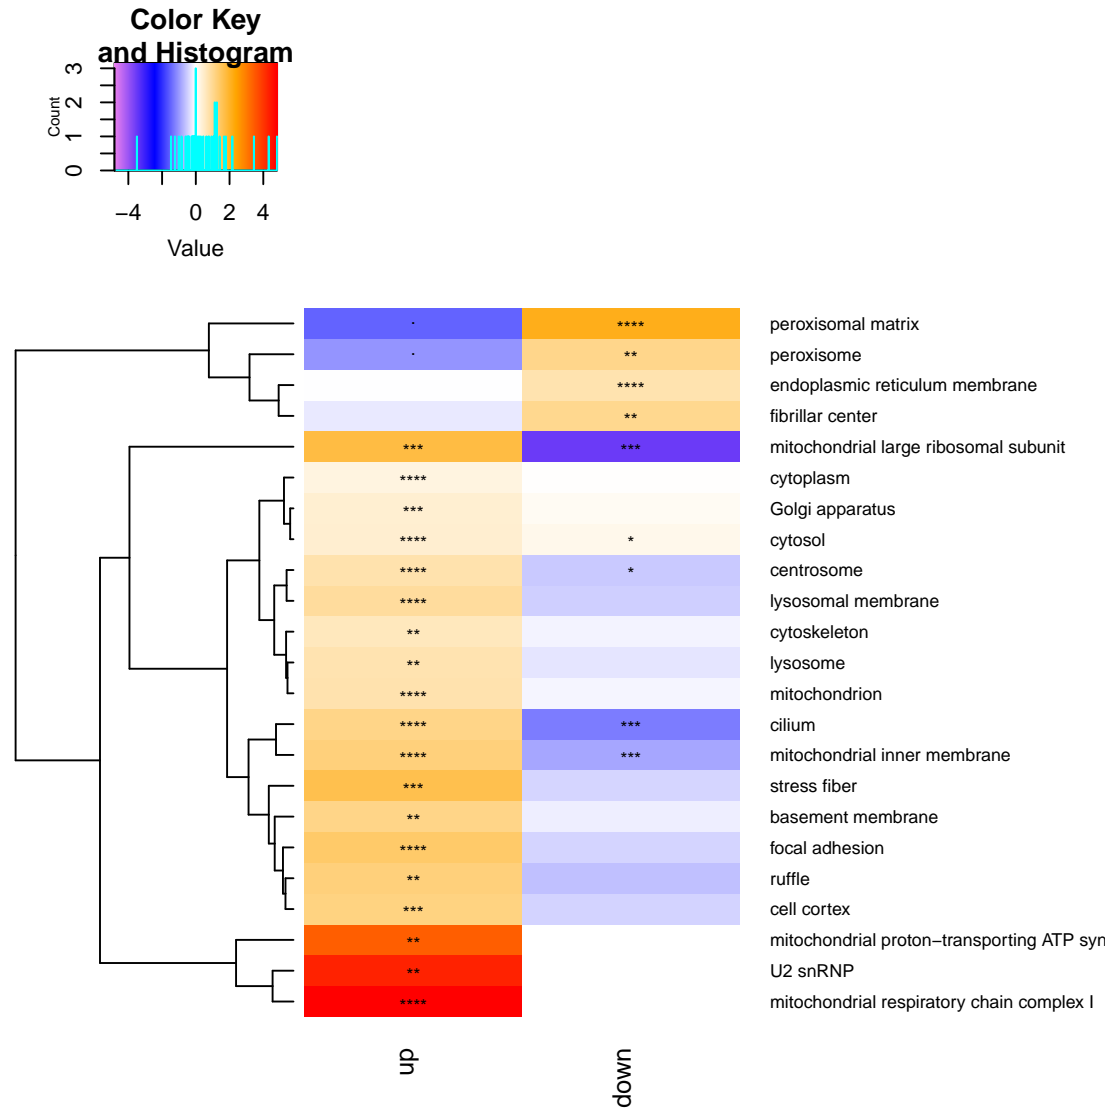 Color Key
and Histogram
Count
0 1 2 3
−4 0 2 4
Value
. **** peroxisomal matrix
. ** peroxisome
**** endoplasmic reticulum membrane
** fibrillar center
*** *** mitochondrial large ribosomal subunit
**** cytoplasm
*** Golgi apparatus
**** * cytosol
**** * centrosome
**** lysosomal membrane
** cytoskeleton
** lysosome
**** mitochondrion
**** *** cilium
**** *** mitochondrial inner membrane
*** stress fiber
** basement membrane
**** focal adhesion
** ruffle
*** cell cortex
** mitochondrial proton−transporting ATP syn
** U2 snRNP
**** mitochondrial respiratory chain complex I
up down